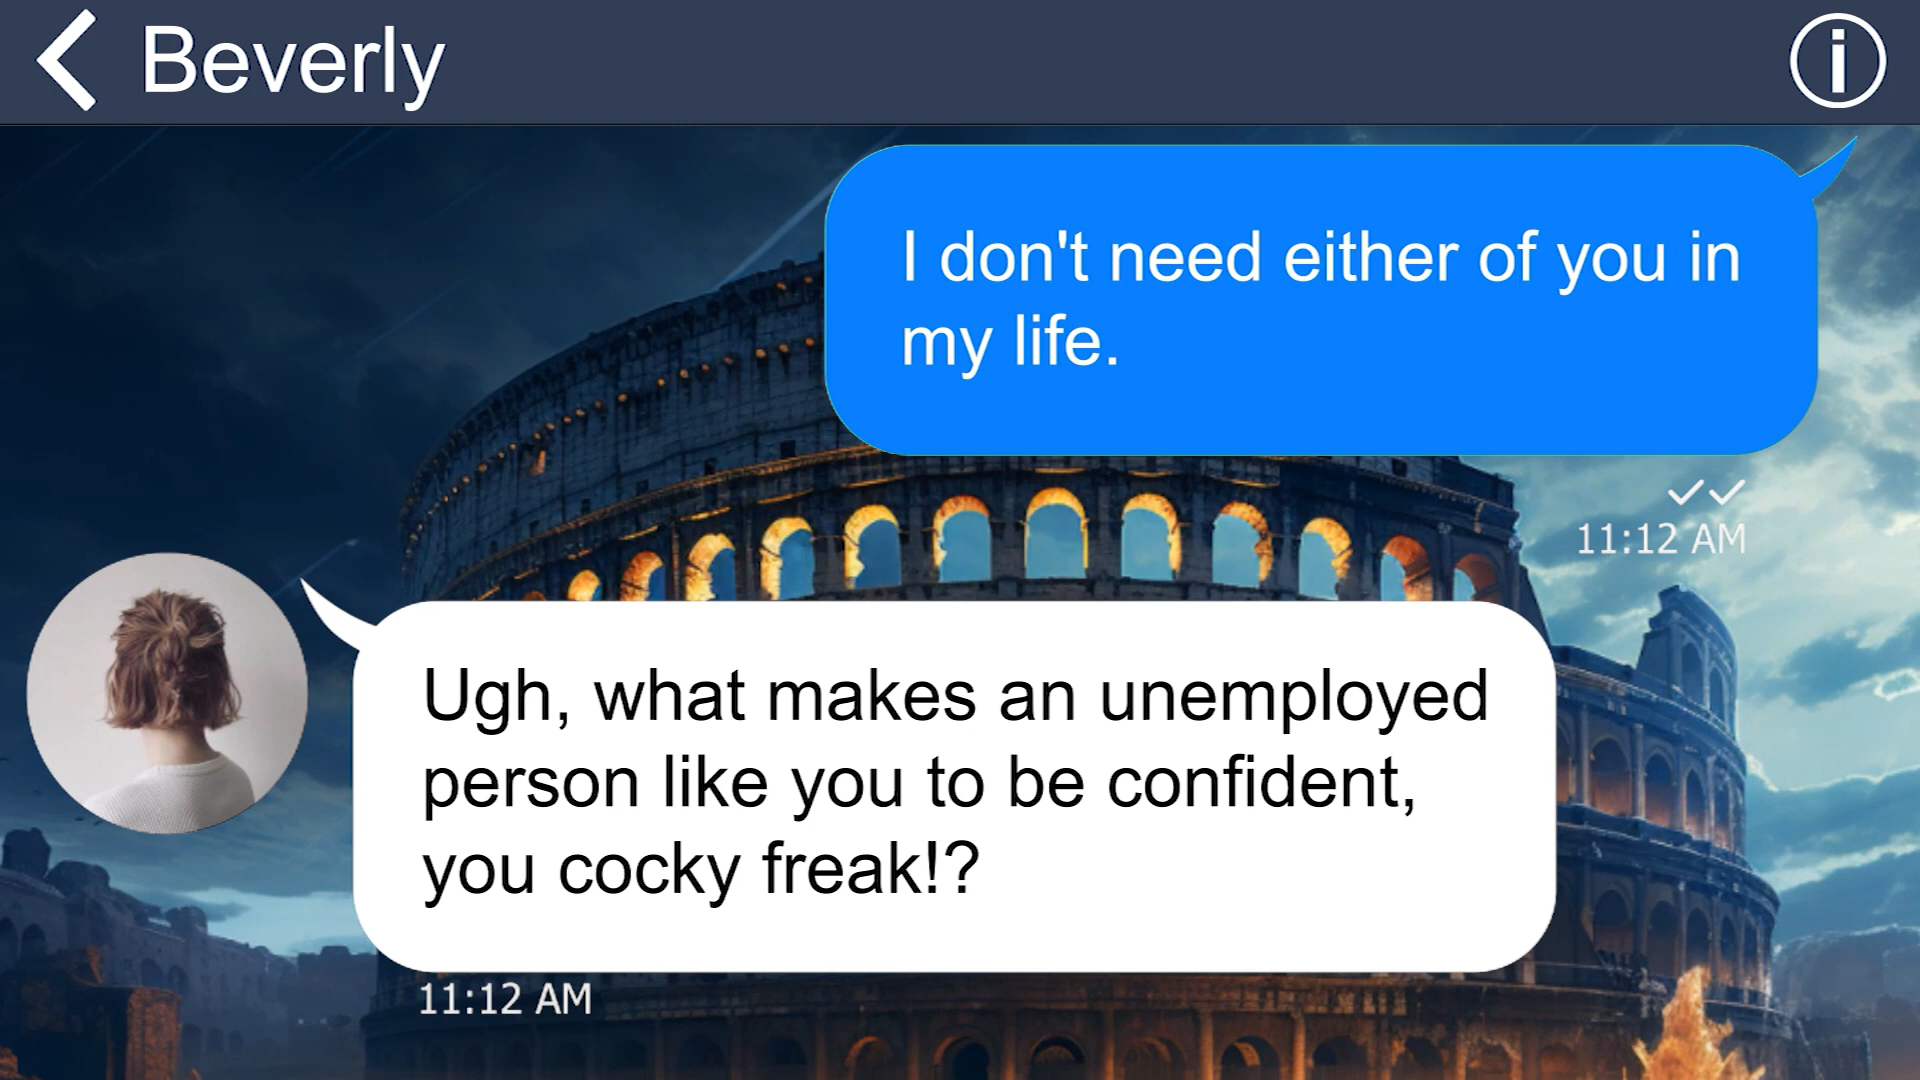 Beverly
I don't need either of you in
my life.
11:12 AM
Ugh, what makes an unemployed
person like you to be confident,
you cocky freak!?
11:12 AM